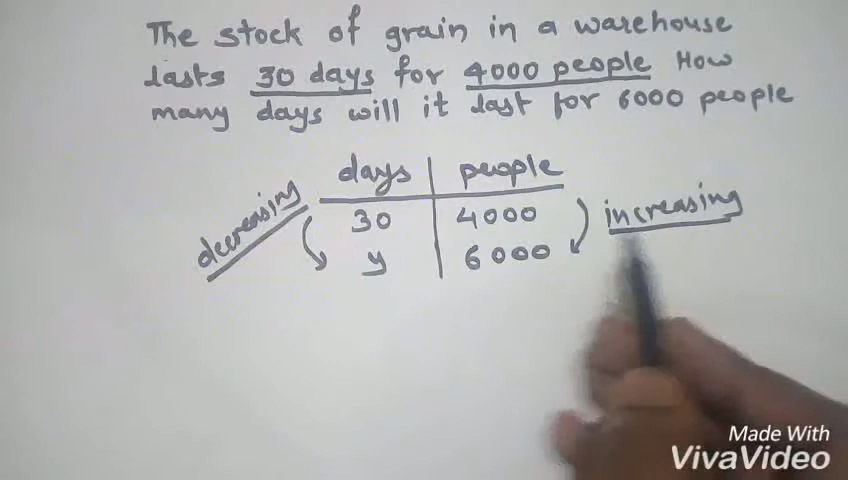 The stock of grain in a warehouse
lasts 30 days for 4000 people How
many days will it last for 6000 people
days people
decreasing 30 4000 increasing
y 6000
Made With
VivaVideo